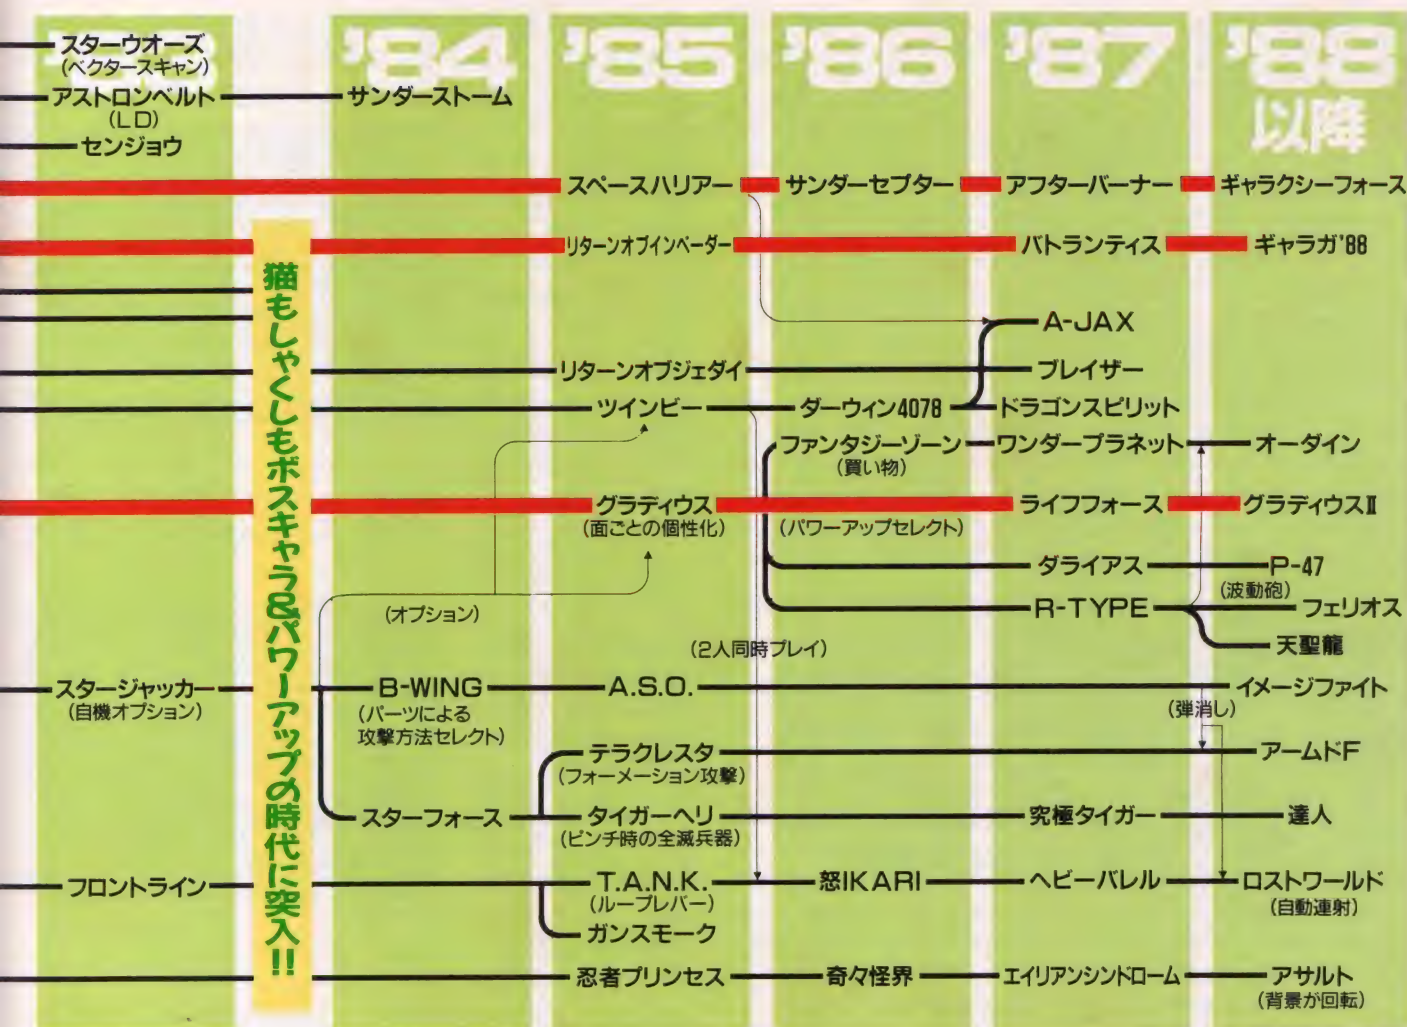 '84
'85
'86
'87
'88
以降
スターウオーズ
(ベクタースキャン)
アストロンベルト
(LD)
サンダーストーム
センジョウ
スペースハリアー
サンダーセプター
アフターバーナー
ギャラクシーフォース
リターンオブインベーダー
バトランティス
ギャラガ'88
猫もしゃくしもボスキャラ&パワーアップの時代に突入!!
A-JAX
リターンオブジェダイ
ブレイザー
ツインビー
ダーウィン4078
ドラゴンスピリット
ファンタジーゾーン
(買い物)
ワンダープラネット
オーダイン
グラディウス
(面ごとの個性化)
(パワーアップセレクト)
ライフフォース
グラディウスⅡ
ダライアス
P-47
(波動砲)
(オプション)
R-TYPE
フェリオス
天聖龍
(2人同時プレイ)
スタージャッカー
(自機オプション)
B-WING
(パーツによる
攻撃方法セレクト)
A.S.O.
イメージファイト
(弾消し)
テラクレスタ
(フォーメーション攻撃)
アームドF
スターフォース
タイガーヘリ
(ピンチ時の全滅兵器)
究極タイガー
達人
フロントライン
T.A.N.K.
(ループレバー)
怒IKARI
ヘビーバレル
ロストワールド
(自動連射)
ガンスモーク
忍者プリンセス
奇々怪界
エイリアンシンドローム
アサルト
(背景が回転)